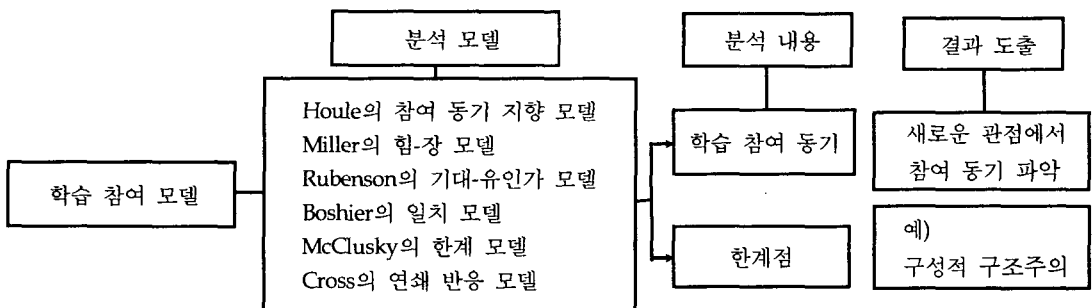 분석 모델
분석 내용
결과 도출
학습 참여 모델
Houle의 참여 동기 지향 모델
Miller의 힘-장 모델
Rubenson의 기대-유인가 모델
Boshier의 일치 모델
McClusky의 한계 모델
Cross의 연쇄 반응 모델
학습 참여 동기
한계점
새로운 관점에서
참여 동기 파악
예)
구성적 구조주의